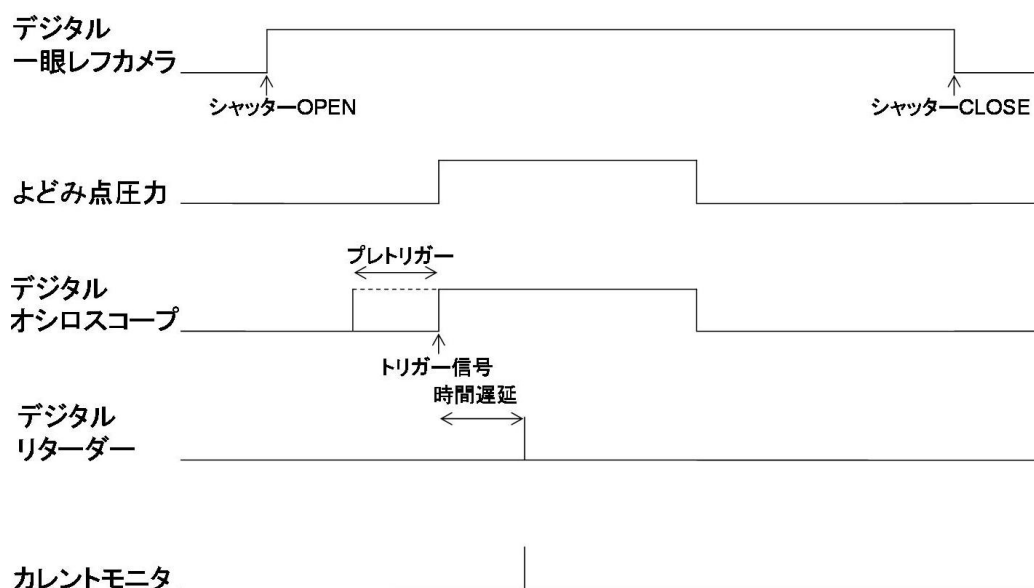 デジタル
一眼レフカメラ
シャッターOPEN
シャッターCLOSE
よどみ点圧力
プレトリガー
デジタル
オシロスコープ
トリガー信号
時間遅延
デジタル
リターダー
カレントモニタ